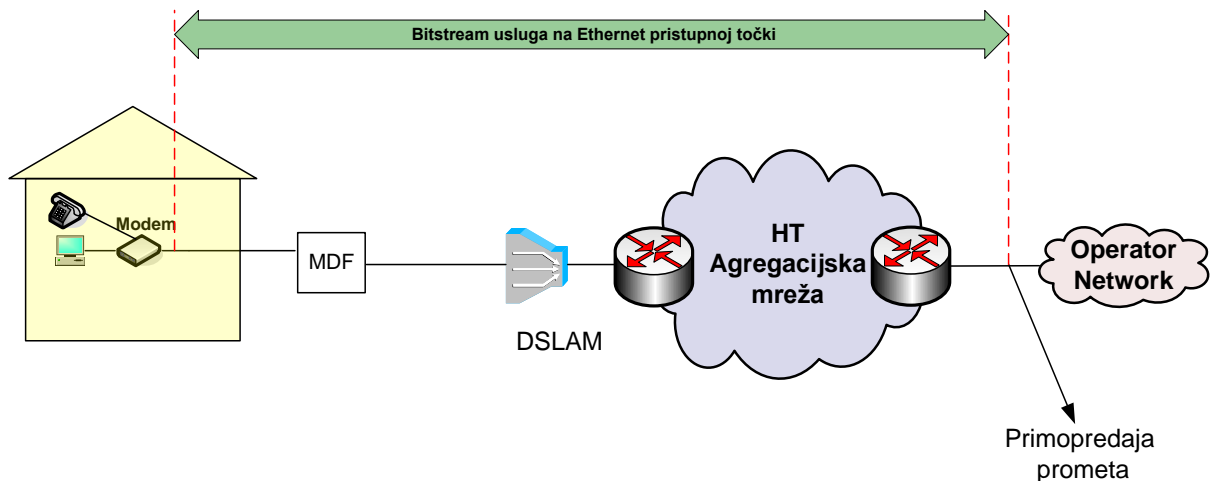 Bitstream usluga na Ethernet pristupnoj točki
Modem
MDF
DSLAM
HT
Agregacijska
mreža
Operator
Network
Primopredaja
prometa